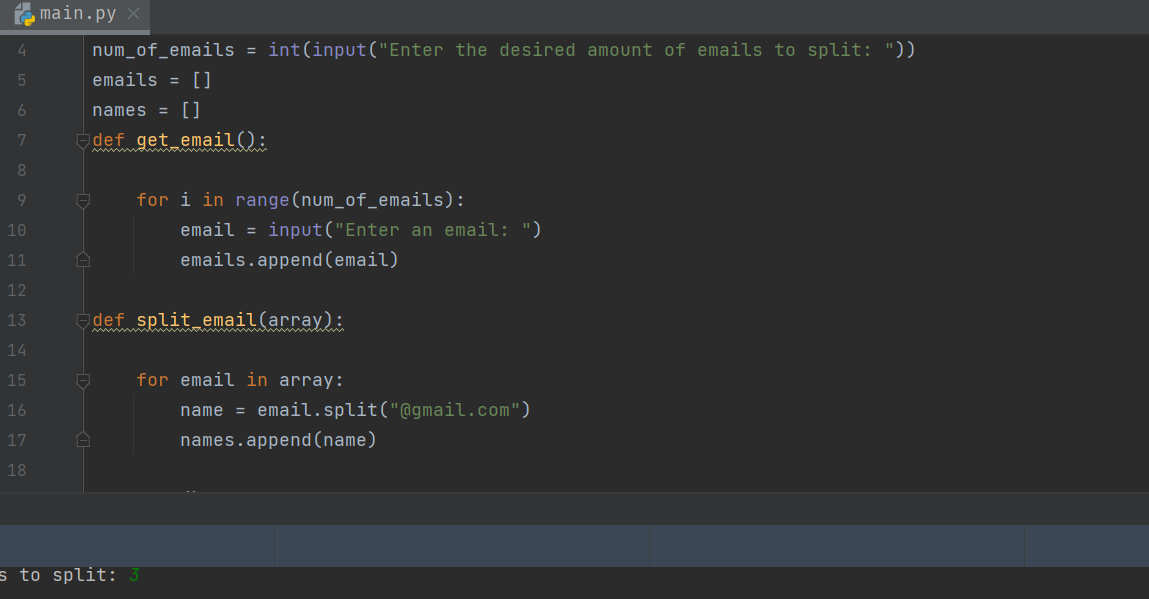 main.py
4 num_of_emails = int(input("Enter the desired amount of emails to split: "))
5 emails = []
6 names = []
7 def get_email():
8
9 for i in range(num_of_emails):
10 email = input("Enter an email: ")
11 emails.append(email)
12
13 def split_email(array):
14
15 for email in array:
16 name = email.split("@gmail.com")
17 names.append(name)
18
s to split: 3